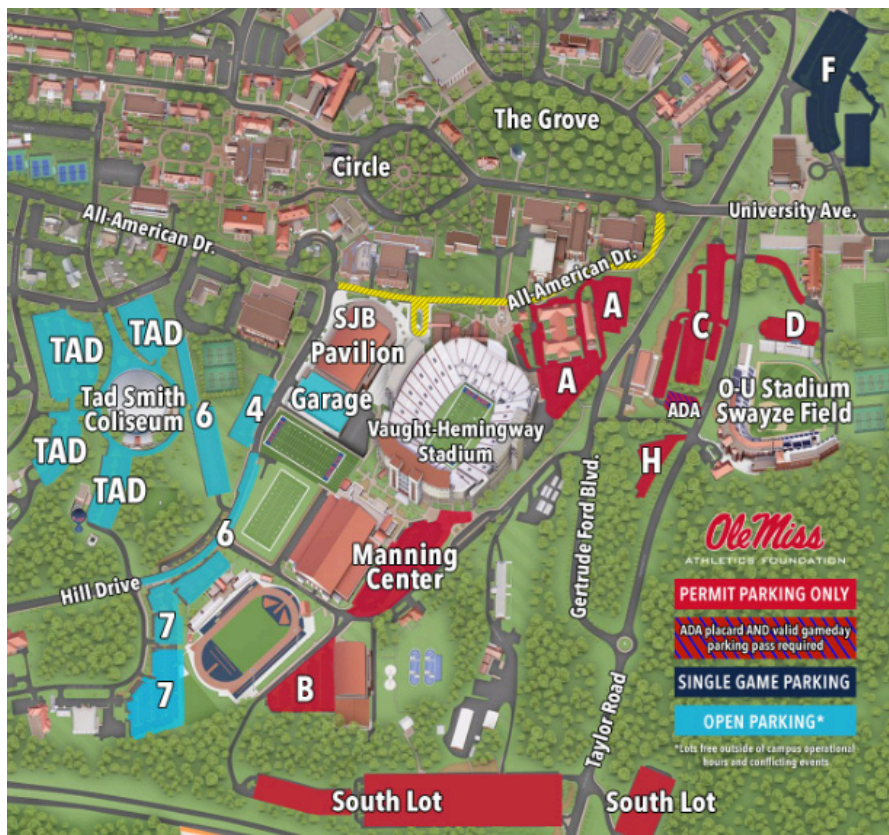 F
The Grove
Circle
University Ave.
All-American Dr.
All-American Dr.
SJB
Pavilion
A
C
D
TAD
TAD
Tad Smith
Coliseum
6
4
Garage
A
O-U Stadium
Swayze Field
ADA
Vaught-Hemingway
Stadium
TAD
TAD
H
6
Manning
Center
Gertrude Ford Blvd.
Ole Miss
ATHLETICS FOUNDATION
Hill Drive
7
7
B
PERMIT PARKING ONLY
ADA placard AND valid gameday
parking pass required
SINGLE GAME PARKING
OPEN PARKING*
*Lots free outside of campus operational
hours and conflicting events
Taylor Road
South Lot
South Lot